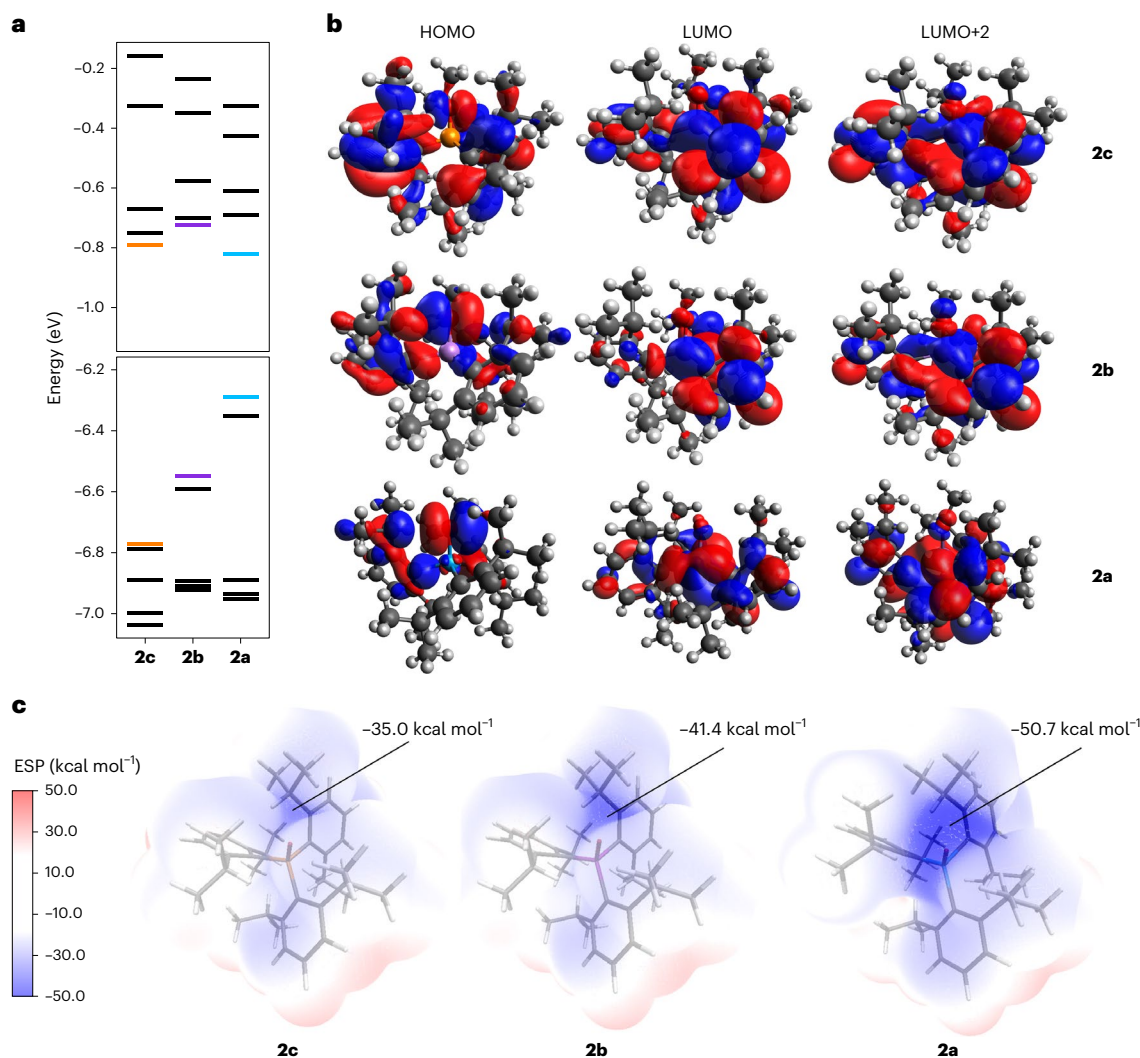 a
b
HOMO
LUMO
LUMO+2
−0.2
−0.4
−0.6
−0.8
−1.0
Energy (eV)
−6.2
−6.4
−6.6
−6.8
−7.0
2c
2b
2a
2c
2b
2a
c
ESP (kcal mol⁻¹)
50.0
30.0
10.0
−10.0
−30.0
−50.0
−35.0 kcal mol⁻¹
−41.4 kcal mol⁻¹
−50.7 kcal mol⁻¹
2c
2b
2a